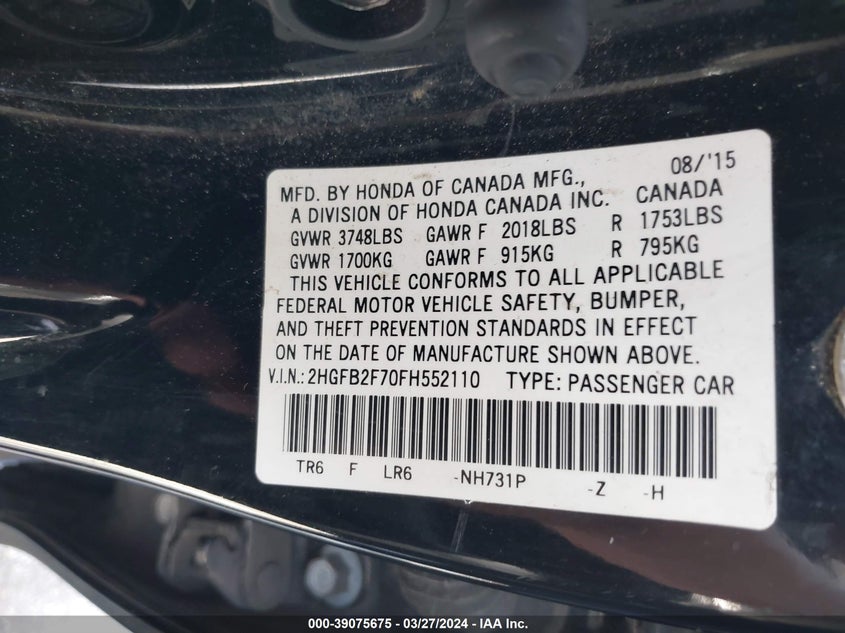 08/'15
MFD. BY HONDA OF CANADA MFG.,
A DIVISION OF HONDA CANADA INC. CANADA
GVWR 3748LBS GAWR F 2018LBS R 1753LBS
GVWR 1700KG GAWR F 915KG R 795KG
THIS VEHICLE CONFORMS TO ALL APPLICABLE
FEDERAL MOTOR VEHICLE SAFETY, BUMPER,
AND THEFT PREVENTION STANDARDS IN EFFECT
ON THE DATE OF MANUFACTURE SHOWN ABOVE.
V.I.N.: 2HGFB2F70FH552110 TYPE: PASSENGER CAR
TR6 F LR6 -NH731P -Z -H
000-39075675 - 03/27/2024 - IAA Inc.